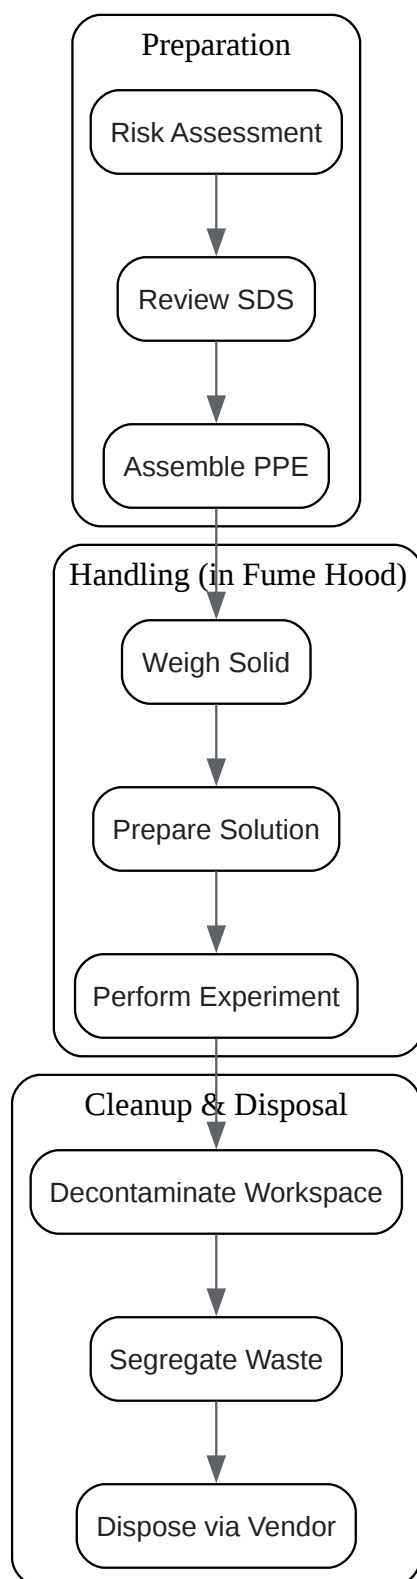 Preparation
Risk Assessment
Review SDS
Assemble PPE
Handling (in Fume Hood)
Weigh Solid
Prepare Solution
Perform Experiment
Cleanup & Disposal
Decontaminate Workspace
Segregate Waste
Dispose via Vendor